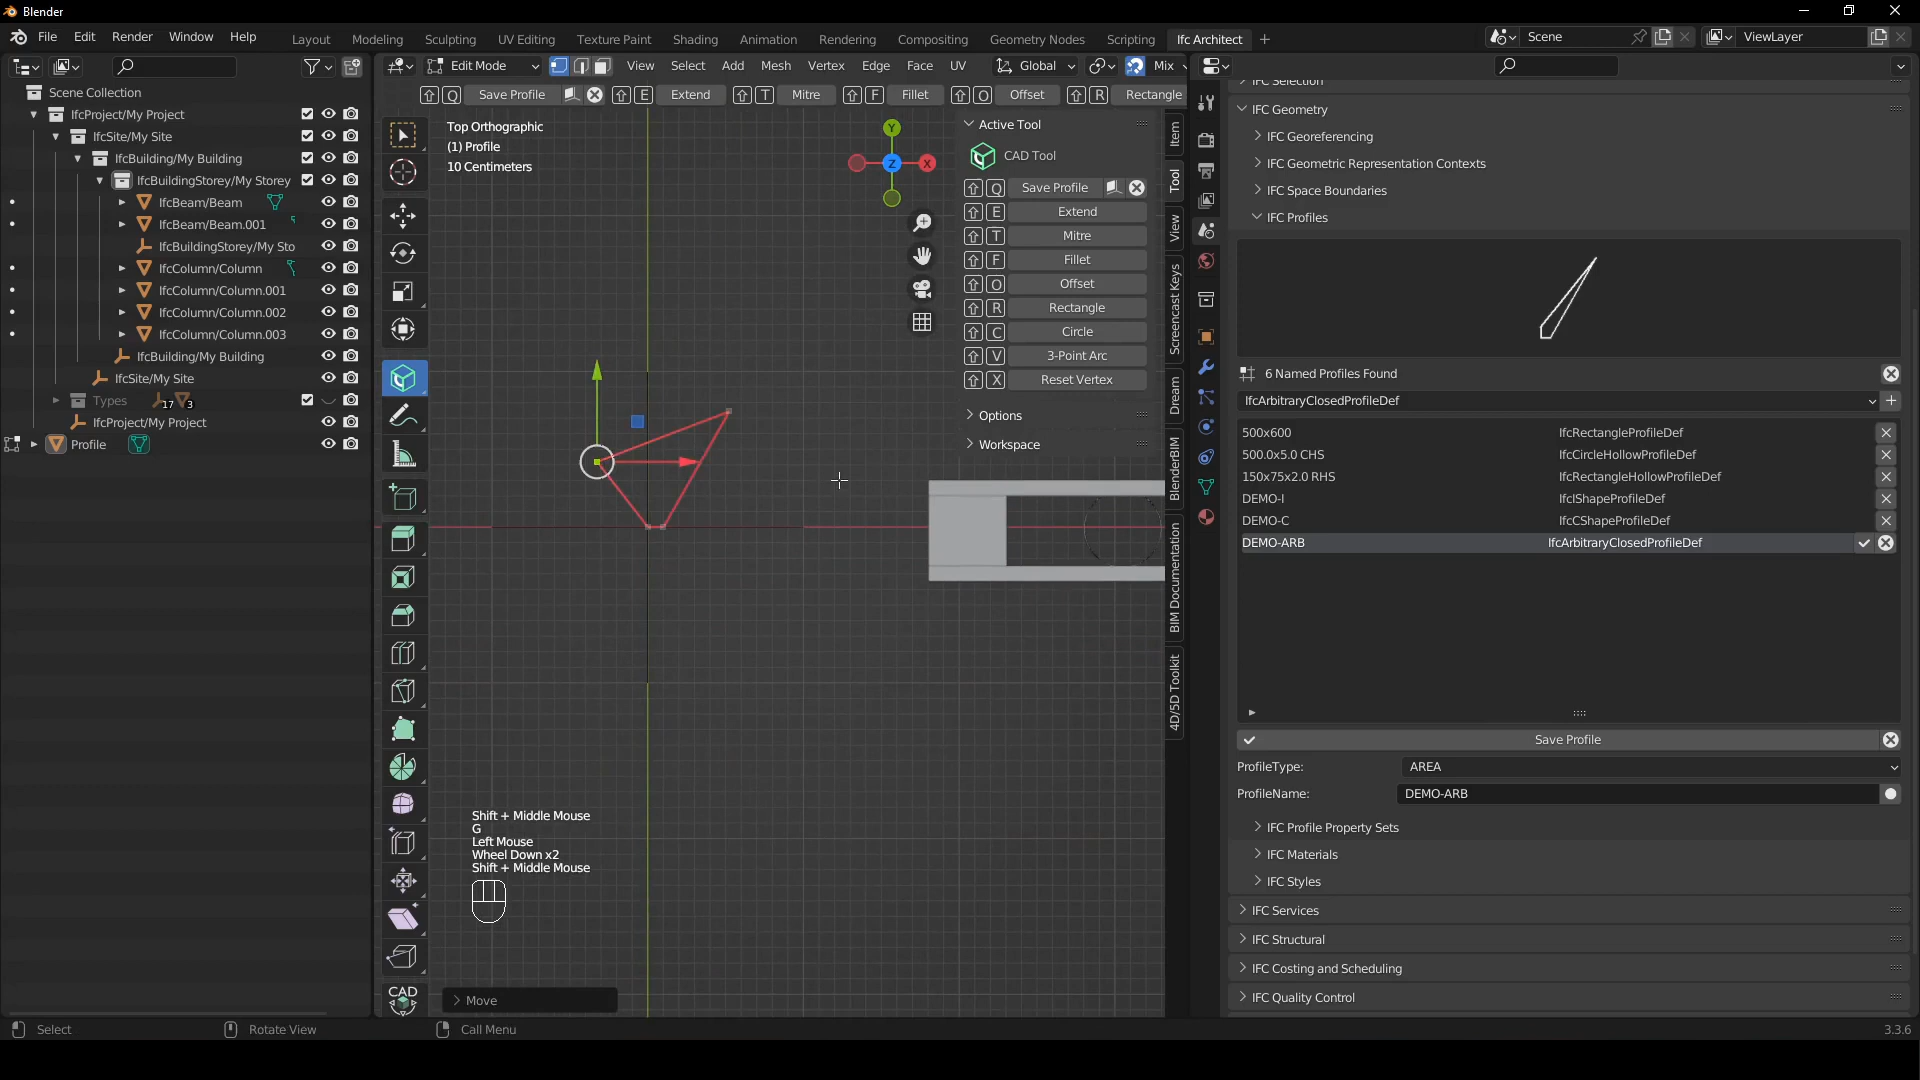 Blender
File Edit Render Window Help
Layout Modeling Sculpting UV Editing Texture Paint Shading Animation Rendering Compositing Geometry Nodes Scripting Ifc Architect
Scene
ViewLayer
Edit Mode View Select Add Mesh Vertex Edge Face UV Global Mix
Q Save Profile E Extend T Mitre F Fillet O Offset R Rectangle
Scene Collection
IfcProject/My Project
IfcSite/My Site
IfcBuilding/My Building
IfcBuildingStorey/My Storey
IfcBeam/Beam
IfcBeam/Beam.001
IfcBuildingStorey/My Sto
IfcColumn/Column
IfcColumn/Column.001
IfcColumn/Column.002
IfcColumn/Column.003
IfcBuilding/My Building
IfcSite/My Site
Types 17 3
IfcProject/My Project
Profile
Top Orthographic
(1) Profile
10 Centimeters
Y
Z
X
Active Tool
CAD Tool
Q Save Profile
E Extend
T Mitre
F Fillet
O Offset
R Rectangle
C Circle
V 3-Point Arc
X Reset Vertex
Options
Workspace
Item
Tool
View
Screencast Keys
Dream
BlenderBIM
BIM Documentation
4D/5D Toolkit
Shift + Middle Mouse
G
Left Mouse
Wheel Down x2
Shift + Middle Mouse
CAD
Move
IFC Selection
IFC Geometry
IFC Georeferencing
IFC Geometric Representation Contexts
IFC Space Boundaries
IFC Profiles
6 Named Profiles Found
IfcArbitraryClosedProfileDef
500x600 IfcRectangleProfileDef
500.0x5.0 CHS IfcCircleHollowProfileDef
150x75x2.0 RHS IfcRectangleHollowProfileDef
DEMO-I IfcIShapeProfileDef
DEMO-C IfcCShapeProfileDef
DEMO-ARB IfcArbitraryClosedProfileDef
Save Profile
ProfileType: AREA
ProfileName: DEMO-ARB
IFC Profile Property Sets
IFC Materials
IFC Styles
IFC Services
IFC Structural
IFC Costing and Scheduling
IFC Quality Control
Select Rotate View Call Menu 3.3.6